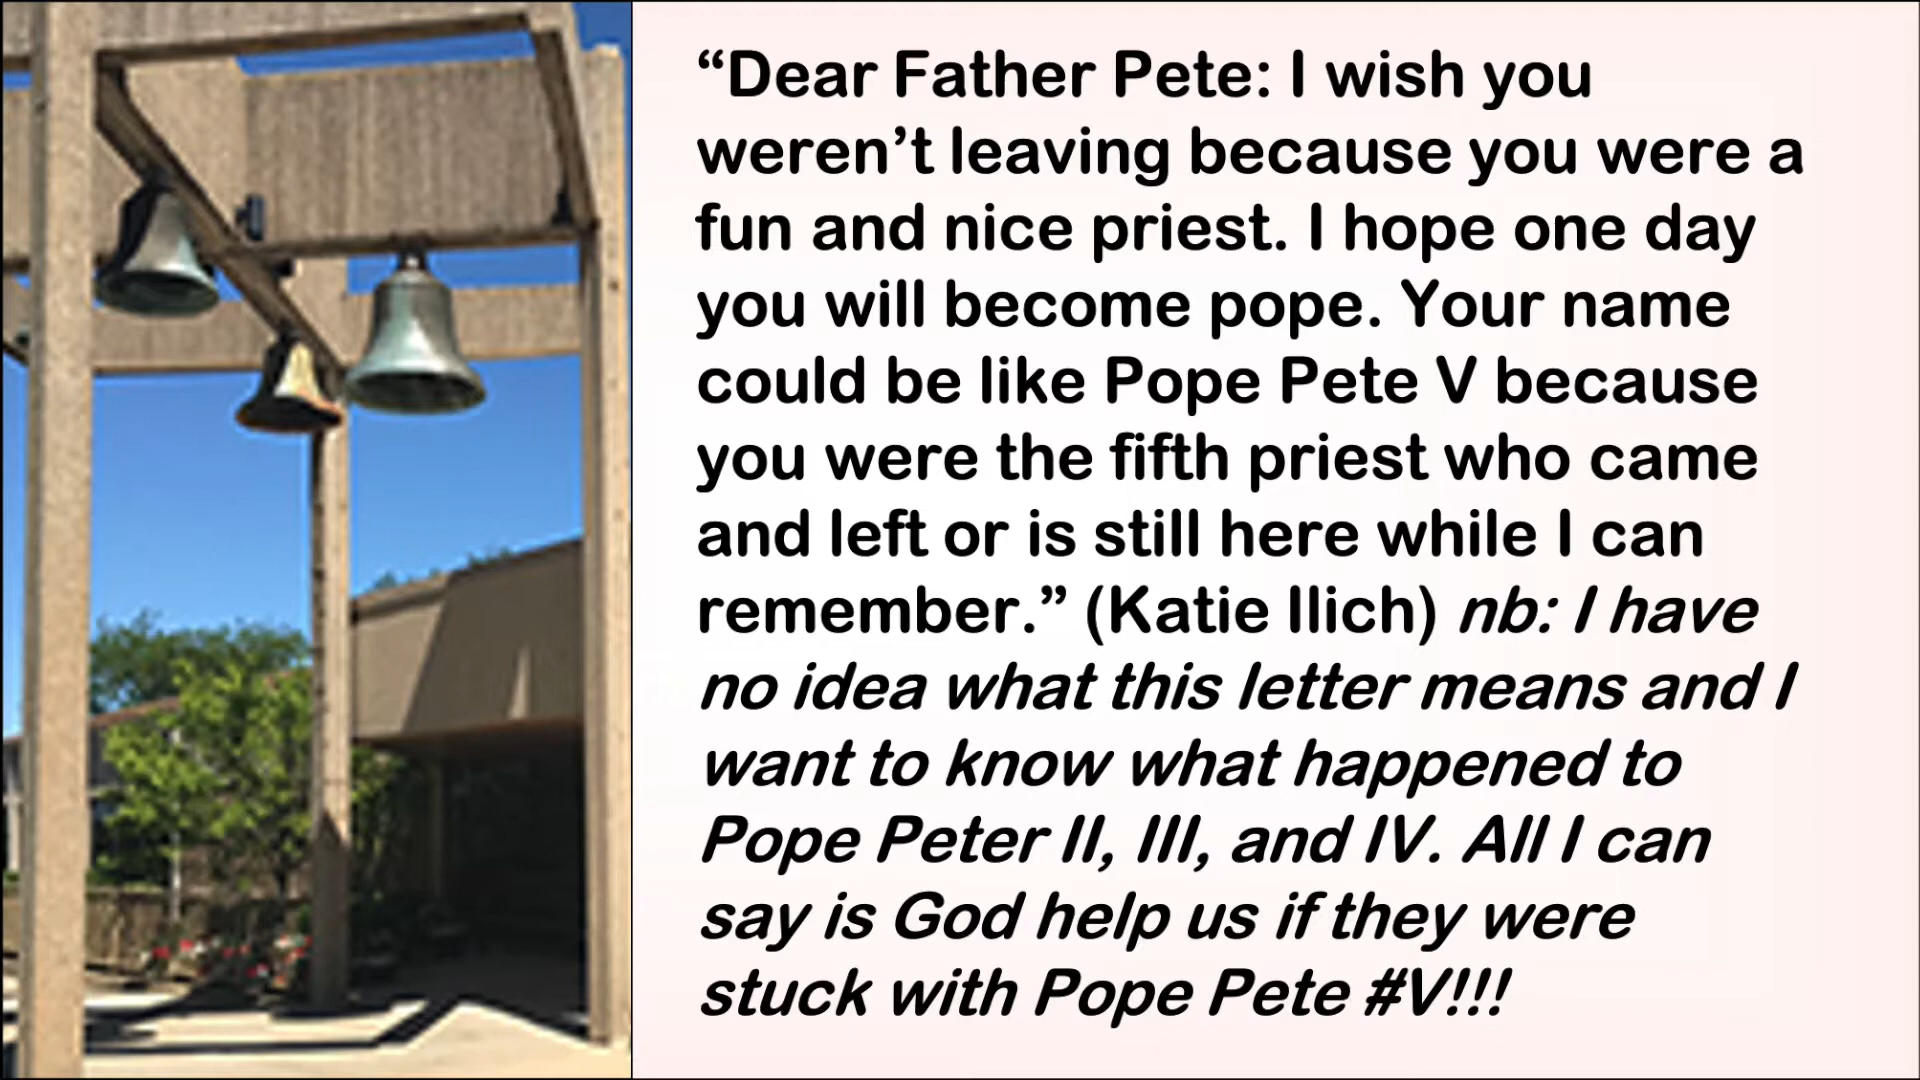 “Dear Father Pete: I wish you
weren’t leaving because you were a
fun and nice priest. I hope one day
you will become pope. Your name
could be like Pope Pete V because
you were the fifth priest who came
and left or is still here while I can
remember.” (Katie Ilich) nb: I have
no idea what this letter means and I
want to know what happened to
Pope Peter II, III, and IV. All I can
say is God help us if they were
stuck with Pope Pete #V!!!